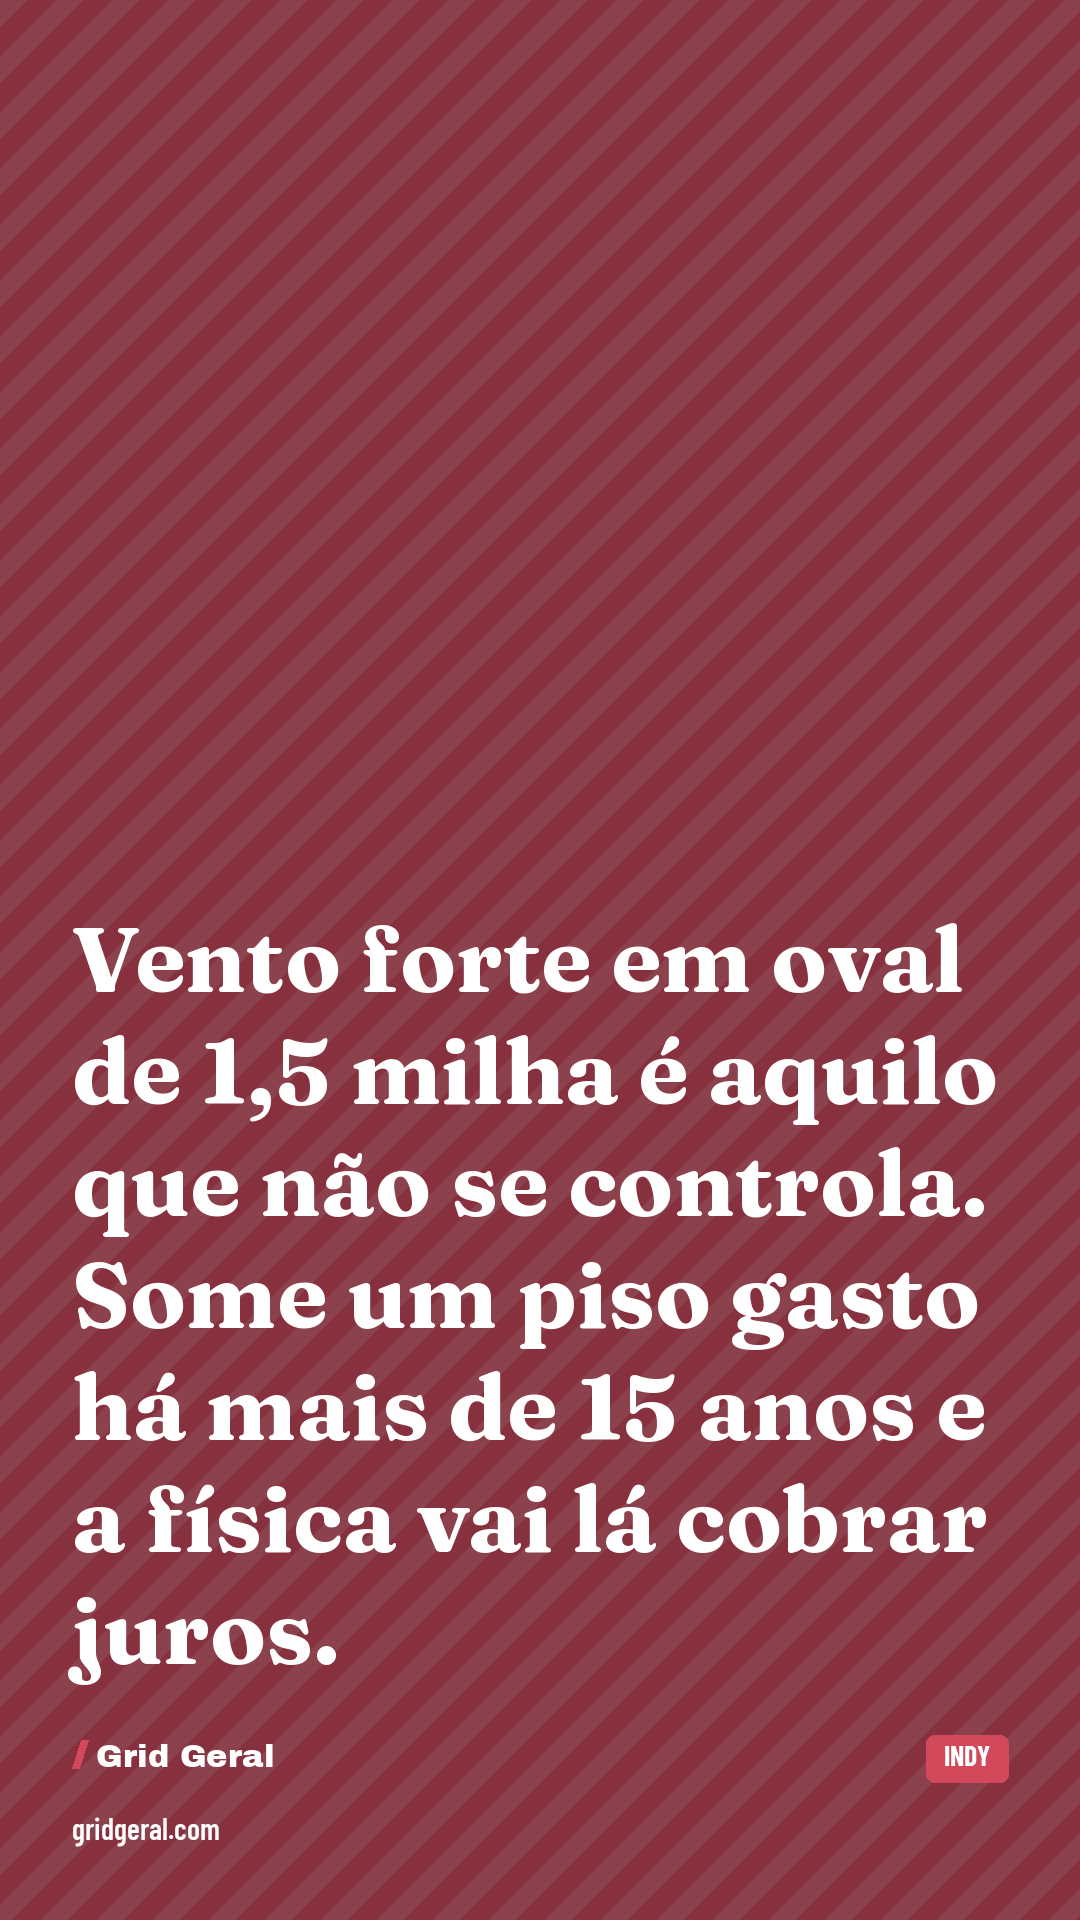 Vento forte em oval
de 1,5 milha é aquilo
que não se controla.
Some um piso gasto
há mais de 15 anos e
a física vai lá cobrar
juros.
/ Grid Geral
INDY
gridgeral.com